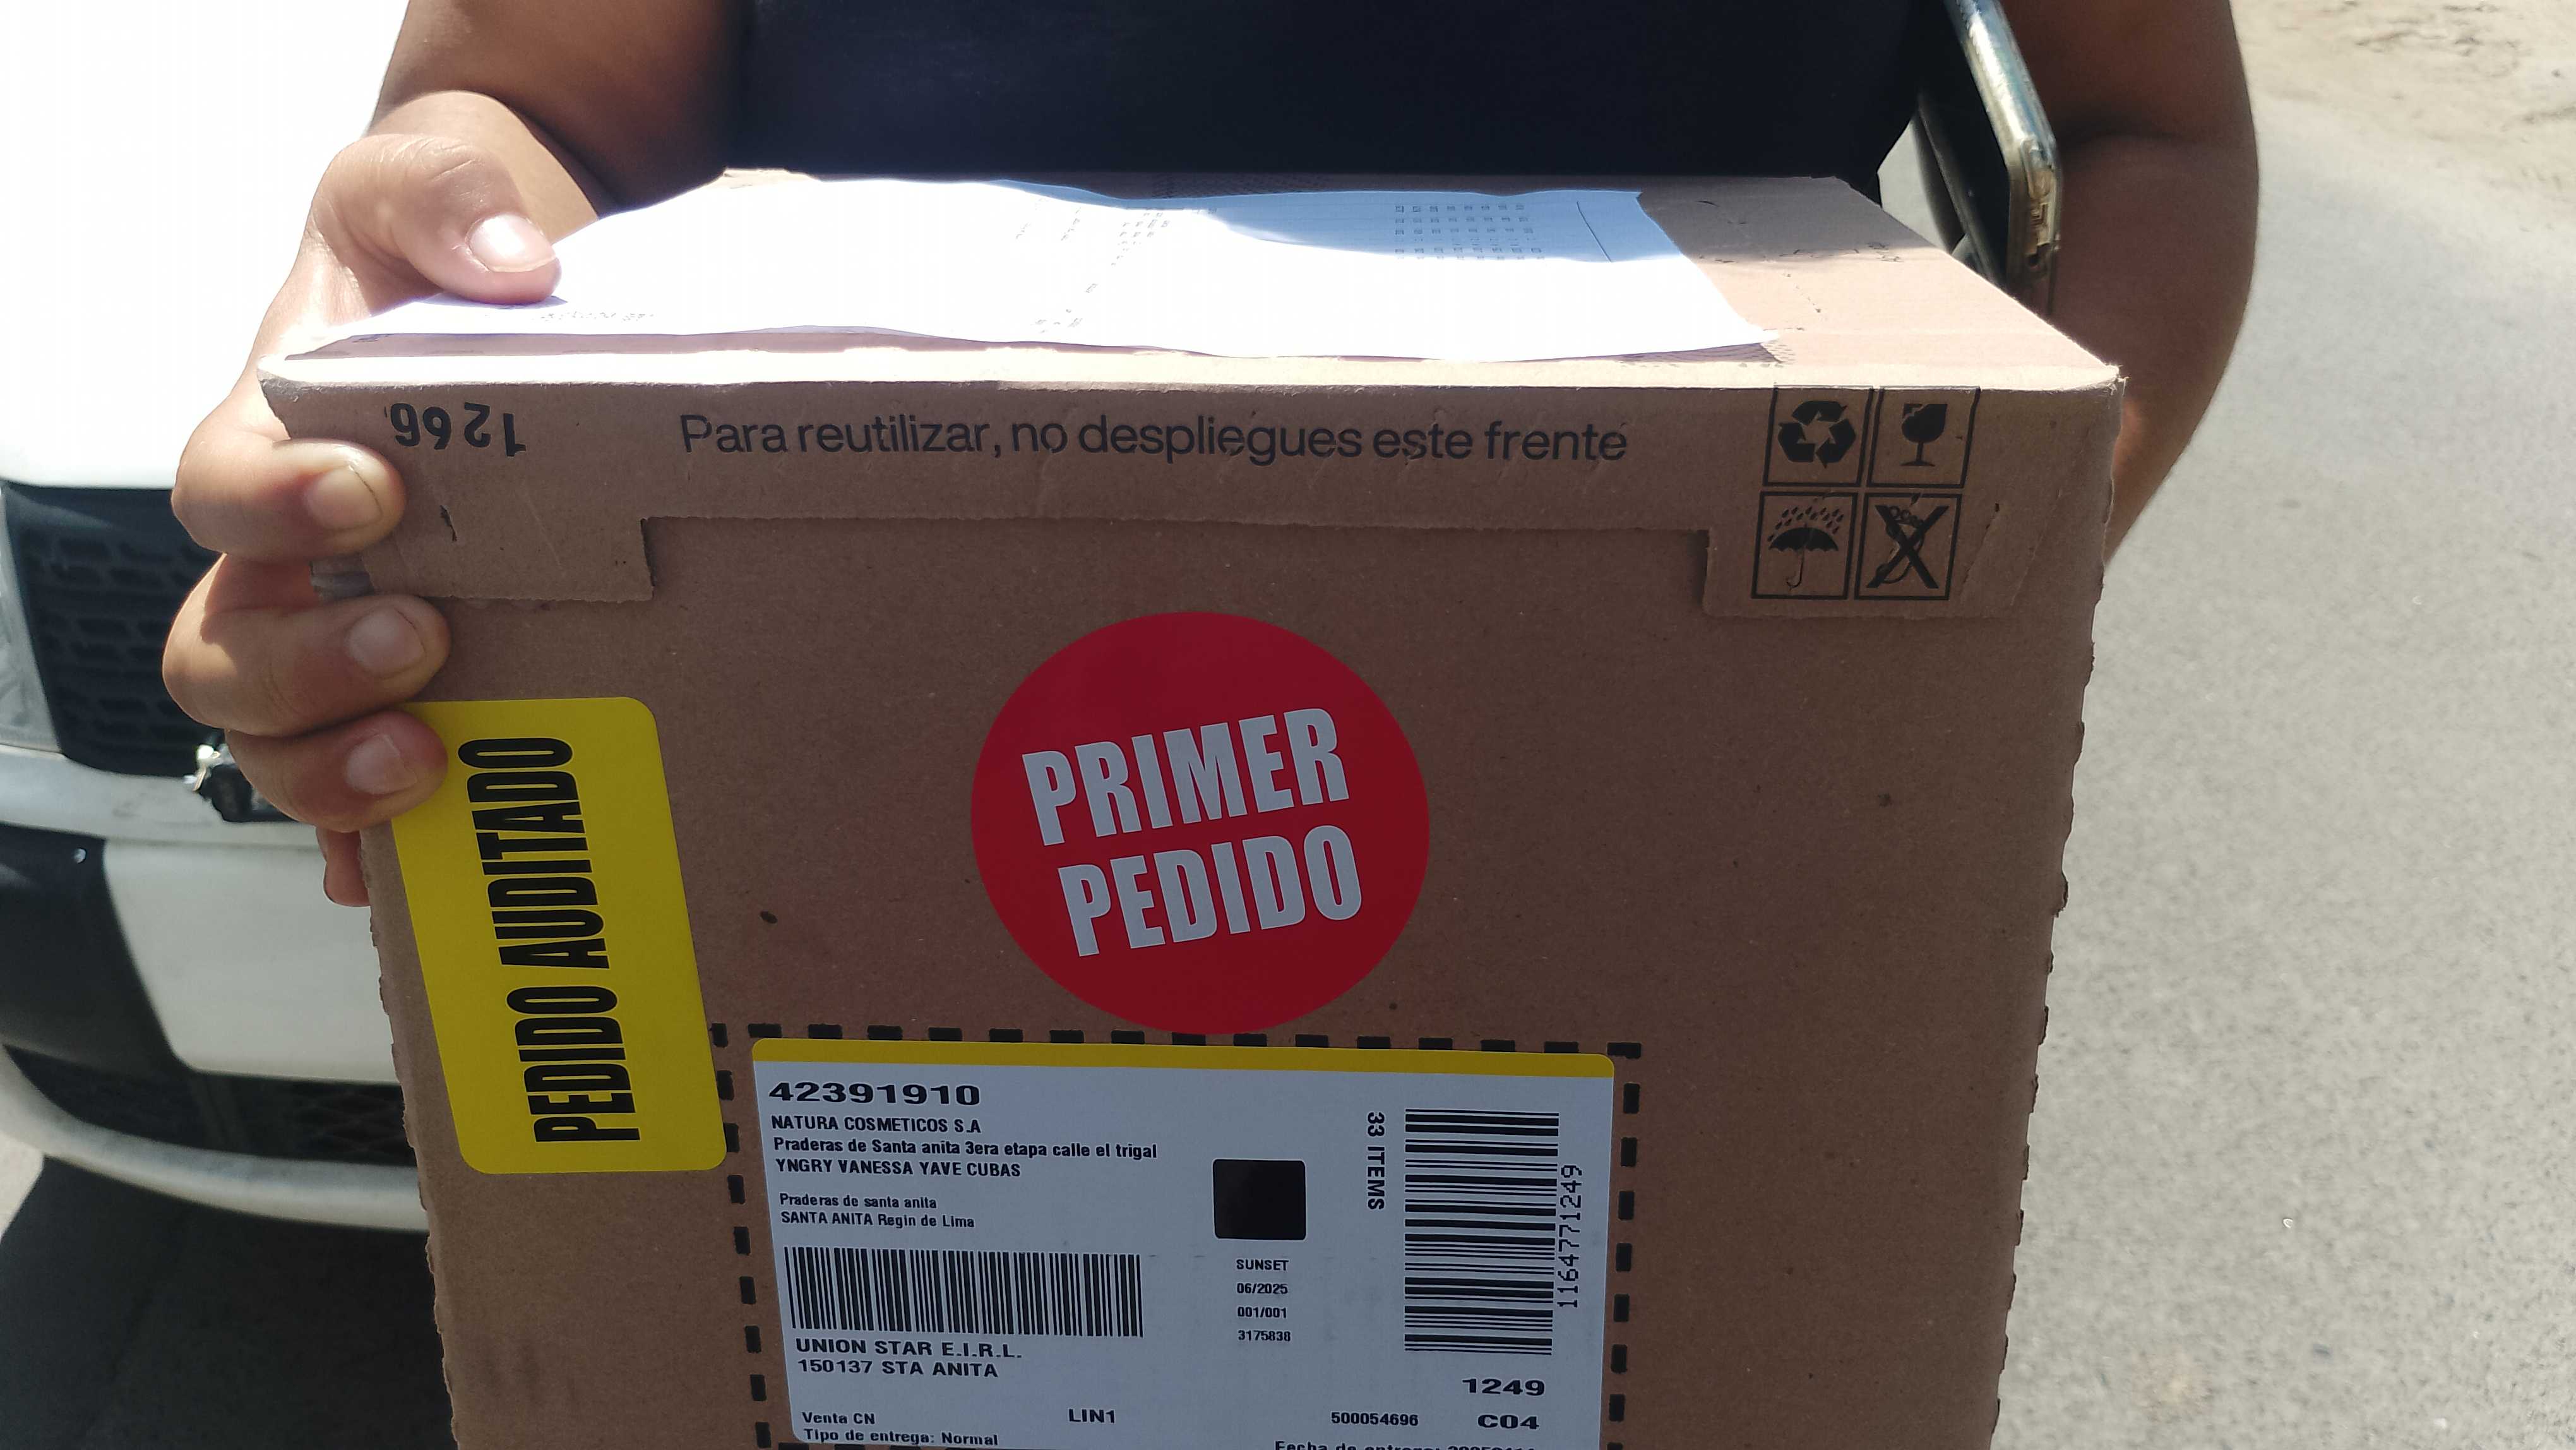 1266
Para reutilizar, no despliegues este frente
PRIMER
PEDIDO
PEDIDO AUDITADO
42391910
NATURA COSMETICOS S.A
Praderas de Santa anita 3era etapa calle el trigal
YNGRY VANESSA YAVE CUBAS
Praderas de santa anita
SANTA ANITA Regin de Lima
33 ITEMS
11647771249
SUNSET
06/2025
001/001
3175838
UNION STAR E.I.R.L.
150137 STA ANITA
1249
Venta CN
LIN1
500054696
C04
Tipo de entrega: Normal
Fecha de entrega: